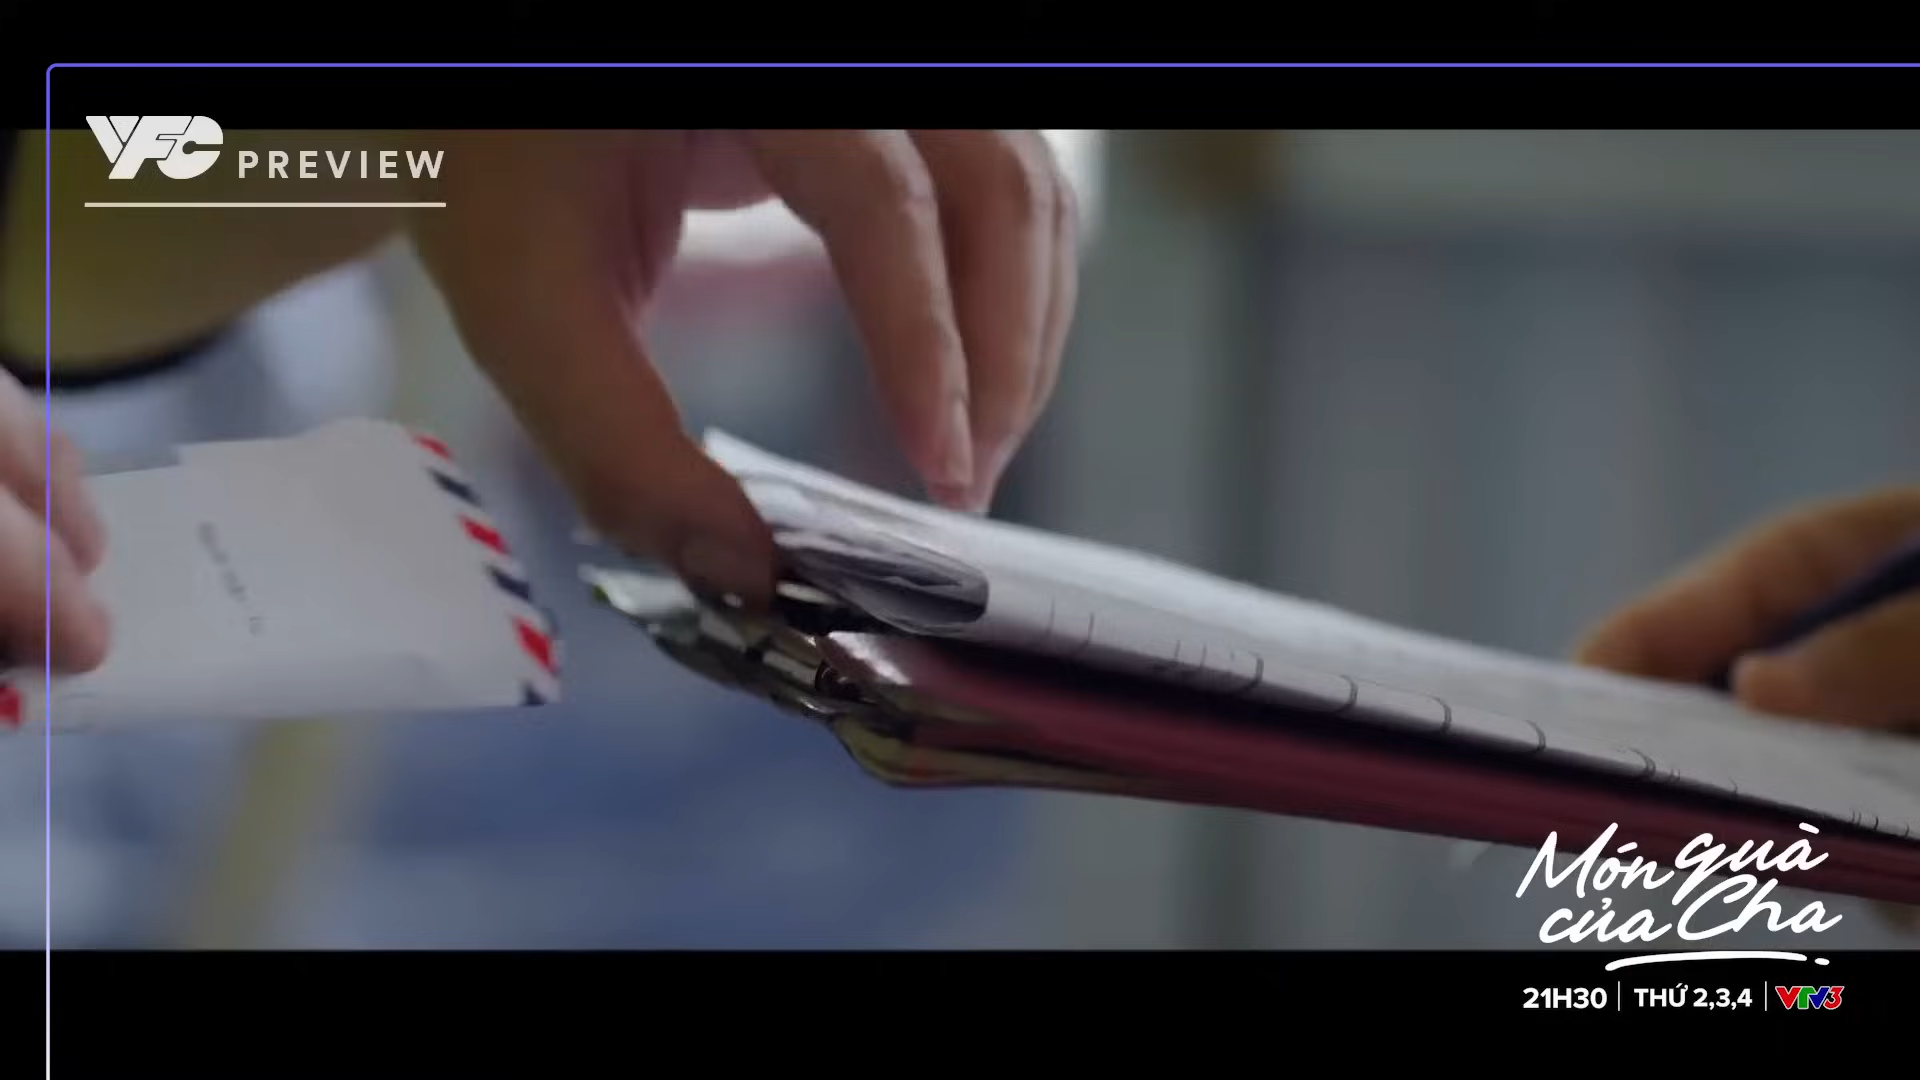 VFC PREVIEW
Món quà
của Cha
21H30 | THỨ 2,3,4 | VTV3